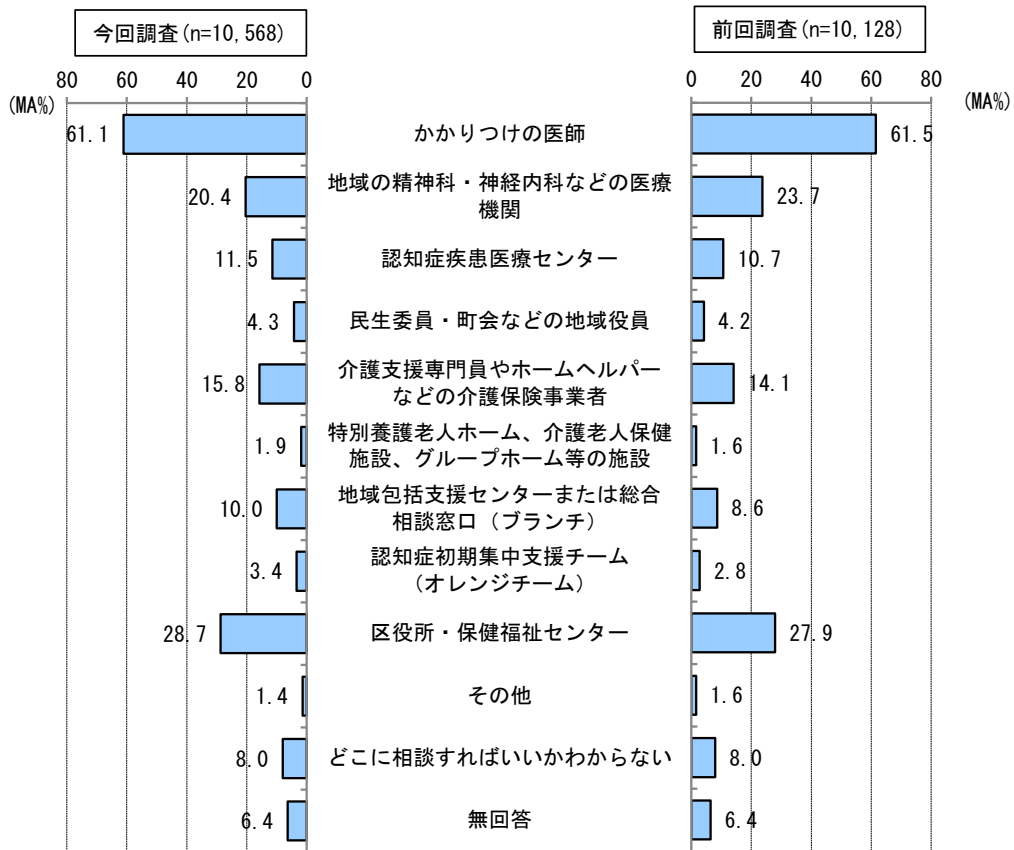 今回調査(n=10,568)
前回調査(n=10,128)
80 60 40 20 0
0 20 40 60 80
(MA%)
(MA%)
61.1 かかりつけの医師 61.5
地域の精神科・神経内科などの医療
20.4 機関 23.7
11.5 認知症疾患医療センター 10.7
4.3 民生委員・町会などの地域役員 4.2
介護支援専門員やホームヘルパー
15.8 などの介護保険事業者 14.1
特別養護老人ホーム、介護老人保健
1.9 施設、グループホーム等の施設 1.6
地域包括支援センターまたは総合
10.0 相談窓口（ブランチ） 8.6
認知症初期集中支援チーム
3.4 （オレンジチーム） 2.8
28.7 区役所・保健福祉センター 27.9
1.4 その他 1.6
8.0 どこに相談すればいいかわからない 8.0
6.4 無回答 6.4